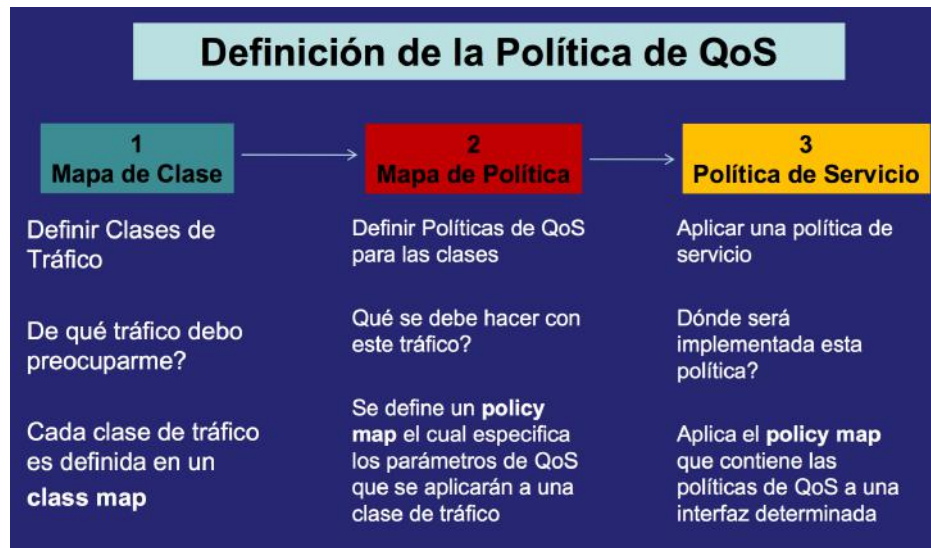 Definición de la Política de QoS
1
Mapa de Clase
2
Mapa de Política
3
Política de Servicio
Definir Clases de
Tráfico
De qué tráfico debo
preocuparme?
Cada clase de tráfico
es definida en un
class map
Definir Políticas de QoS
para las clases
Qué se debe hacer con
este tráfico?
Se define un policy
map el cual especifica
los parámetros de QoS
que se aplicarán a una
clase de tráfico
Aplicar una política de
servicio
Dónde será
implementada esta
política?
Aplica el policy map
que contiene las
políticas de QoS a una
interfaz determinada